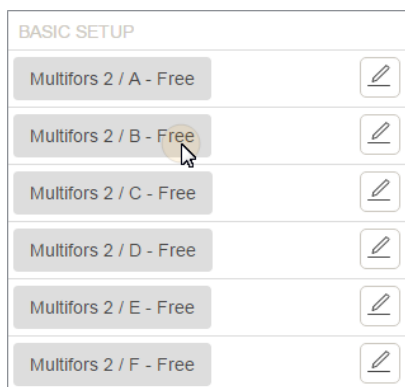 BASIC SETUP
Multifors 2 / A - Free
Multifors 2 / B - Free
Multifors 2 / C - Free
Multifors 2 / D - Free
Multifors 2 / E - Free
Multifors 2 / F - Free